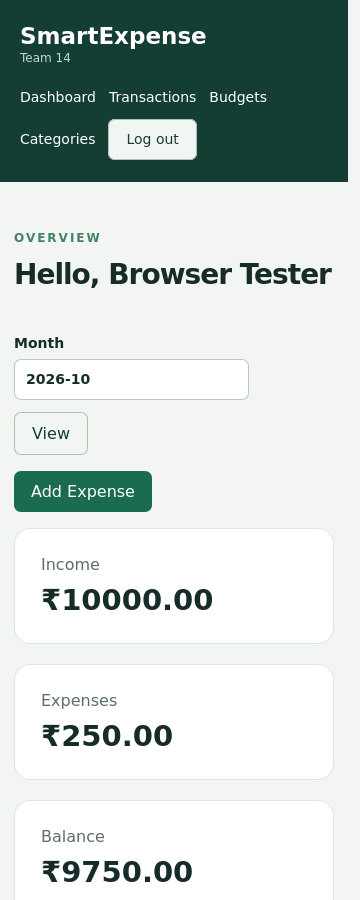 SmartExpense
Team 14
Dashboard Transactions Budgets
Categories Log out
OVERVIEW
Hello, Browser Tester
Month
2026-10
View
Add Expense
Income
₹10000.00
Expenses
₹250.00
Balance
₹9750.00